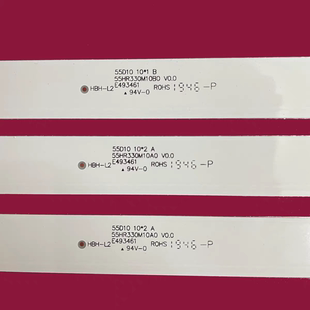 55D10 10*1 B
55HR330M10B0 V0.0
HBH-L2 E493461 ROHS 1946-P
▲ 94V-0
55D10 10*2 A
55HR330M10A0 V0.0
HBH-L2 E493461 ROHS 1946-P
▲ 94V-0
55D10 10*2 A
55HR330M10A0 V0.0
HBH-L2 E493461 ROHS 1946-P
▲ 94V-0